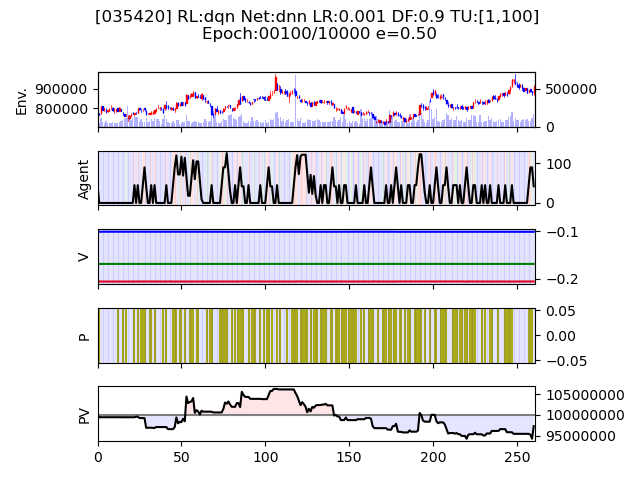 [035420] RL:dqn Net:dnn LR:0.001 DF:0.9 TU:[1,100]
Epoch:00100/10000 e=0.50
Env.
900000
800000
500000
0
Agent
100
0
V
−0.1
−0.2
P
0.05
0.00
−0.05
PV
105000000
100000000
95000000
0 50 100 150 200 250